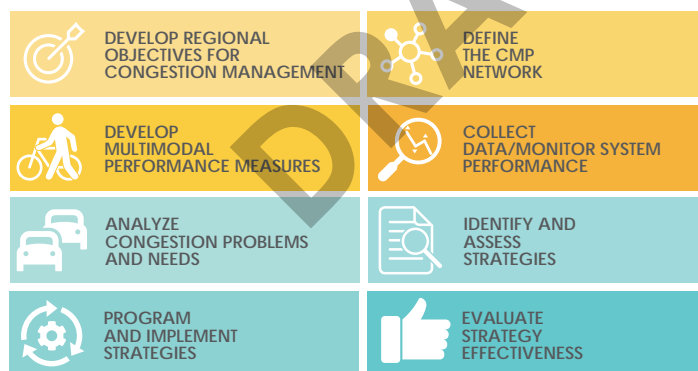 DEVELOP REGIONAL
OBJECTIVES FOR
CONGESTION MANAGEMENT
DEFINE
THE CMP
NETWORK
DEVELOP
MULTIMODAL
PERFORMANCE MEASURES
COLLECT
DATA/MONITOR SYSTEM
PERFORMANCE
ANALYZE
CONGESTION PROBLEMS
AND NEEDS
IDENTIFY AND
ASSESS
STRATEGIES
PROGRAM
AND IMPLEMENT
STRATEGIES
EVALUATE
STRATEGY
EFFECTIVENESS
DRA